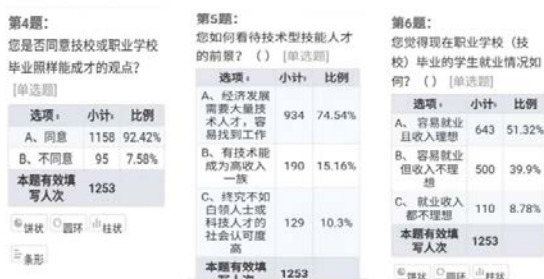 第4题:
您是否同意技校或职业学校
毕业照样能成才的观点?
[单选题]
选项 小计 比例
A、同意 1158 92.42%
B、不同意 95 7.58%
本题有效填
写人次
1253
饼状 圆环 柱状
条形
第5题:
您如何看待技术型技能人才
的前景? ( ) [单选题]
选项 小计 比例
A、经济发展
需要大量技
术人才，容
易找到工作
934 74.54%
B、有技术能
成为高收入
一族
190 15.16%
C、终究不如
白领人士或
科技人才的
社会认可度
高
129 10.3%
本题有效填
写人次
1253
第6题:
您觉得现在职业学校（技
校）毕业的学生就业情况如
何? ( ) [单选题]
选项 小计 比例
A、容易就业
且收入理想
643 51.32%
B、容易就业
但收入不理
想
500 39.9%
C、就业收入
都不理想
110 8.78%
本题有效填
写人次
1253
饼状 圆环 柱状